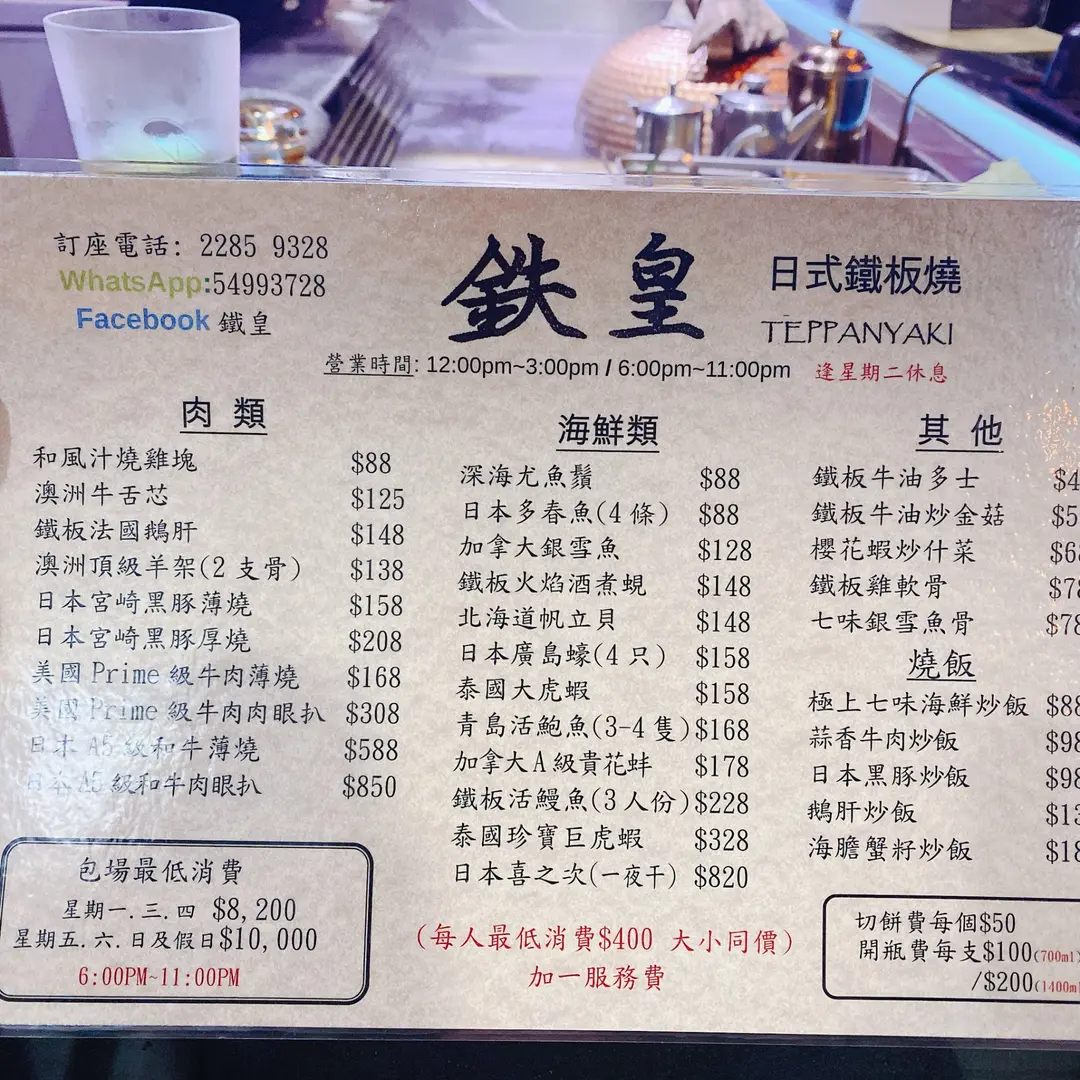 訂座電話: 2285 9328
WhatsApp:54993728
Facebook 鐵皇
鉄皇
日式鐵板燒
TEPPANYAKI
營業時間: 12:00pm~3:00pm / 6:00pm~11:00pm 逢星期二休息
肉類
和風汁燒雞塊 $88
澳洲牛舌芯 $125
鐵板法國鵝肝 $148
澳洲頂級羊架(2支骨) $138
日本宮崎黑豚薄燒 $158
日本宮崎黑豚厚燒 $208
美國Prime級牛肉薄燒 $168
美國Prime級牛肉肉眼扒 $308
日本A5級和牛薄燒 $588
日本A5級和牛肉眼扒 $850
包場最低消費
星期一.三.四 $8,200
星期五.六.日及假日$10,000
6:00PM~11:00PM
海鮮類
深海尤魚鬚 $88
日本多春魚(4條) $88
加拿大銀雪魚 $128
鐵板火焰酒煮蜆 $148
北海道帆立貝 $148
日本廣島蠔(4只) $158
泰國大虎蝦 $158
青島活鮑魚(3-4隻) $168
加拿大A級貴花蚌 $178
鐵板活鰻魚(3人份) $228
泰國珍寶巨虎蝦 $328
日本喜之次(一夜干) $820
(每人最低消費$400 大小同價)
加一服務費
其他
鐵板牛油多士
鐵板牛油炒金菇
櫻花蝦炒什菜
鐵板雞軟骨
七味銀雪魚骨
燒飯
極上七味海鮮炒飯
蒜香牛肉炒飯
日本黑豚炒飯
鵝肝炒飯
海膽蟹籽炒飯
切餅費每個$50
開瓶費每支$100(700ml)
/$200(1400ml